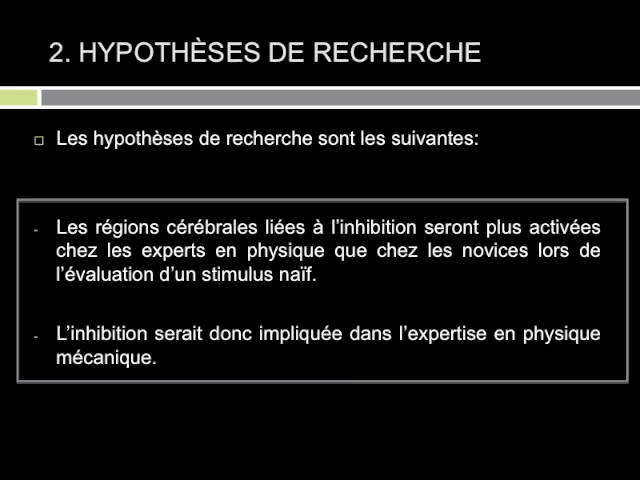 2. HYPOTHÈSES DE RECHERCHE
Les hypothèses de recherche sont les suivantes:
- Les régions cérébrales liées à l'inhibition seront plus activées
chez les experts en physique que chez les novices lors de
l'évaluation d'un stimulus naïf.
- L'inhibition serait donc impliquée dans l'expertise en physique
mécanique.